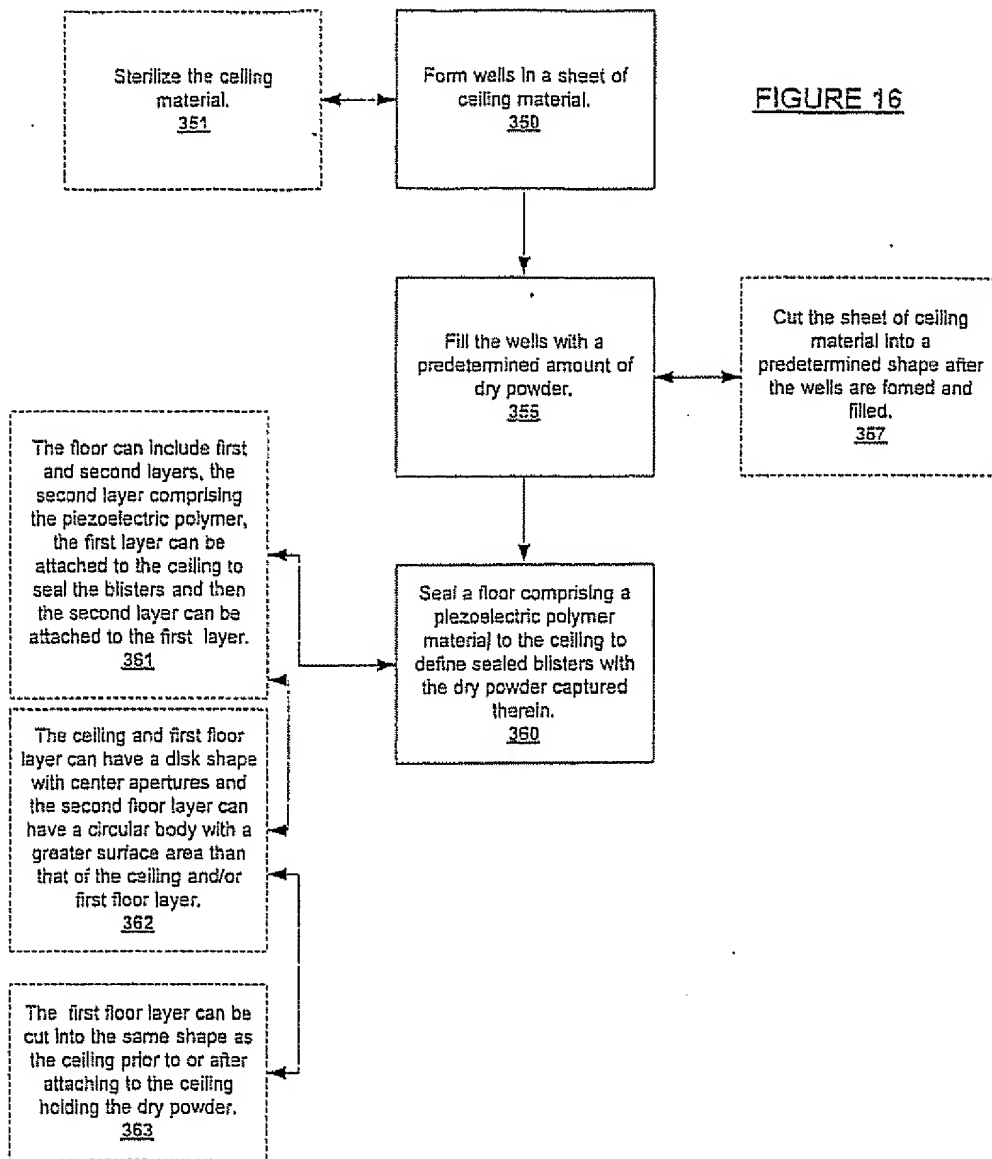 Sterilize the ceiling
material.
351
Form wells in a sheet of
ceiling material.
350
FIGURE 16
Fill the wells with a
predetermined amount of
dry powder.
355
Cut the sheet of ceiling
material into a
predetermined shape after
the wells are fomed and
filled.
357
The floor can include first
and second layers, the
second layer comprising
the piezoelectric polymer,
the first layer can be
attached to the ceiling to
seal the blisters and then
the second layer can be
attached to the first layer.
361
Seal a floor comprising a
piezoelectric polymer
material to the ceiling to
define sealed blisters with
the dry powder captured
therein.
360
The ceiling and first floor
layer can have a disk shape
with center apertures and
the second floor layer can
have a circular body with a
greater surface area than
that of the ceiling and/or
first floor layer.
362
The first floor layer can be
cut into the same shape as
the ceiling prior to or after
attaching to the ceiling
holding the dry powder.
363